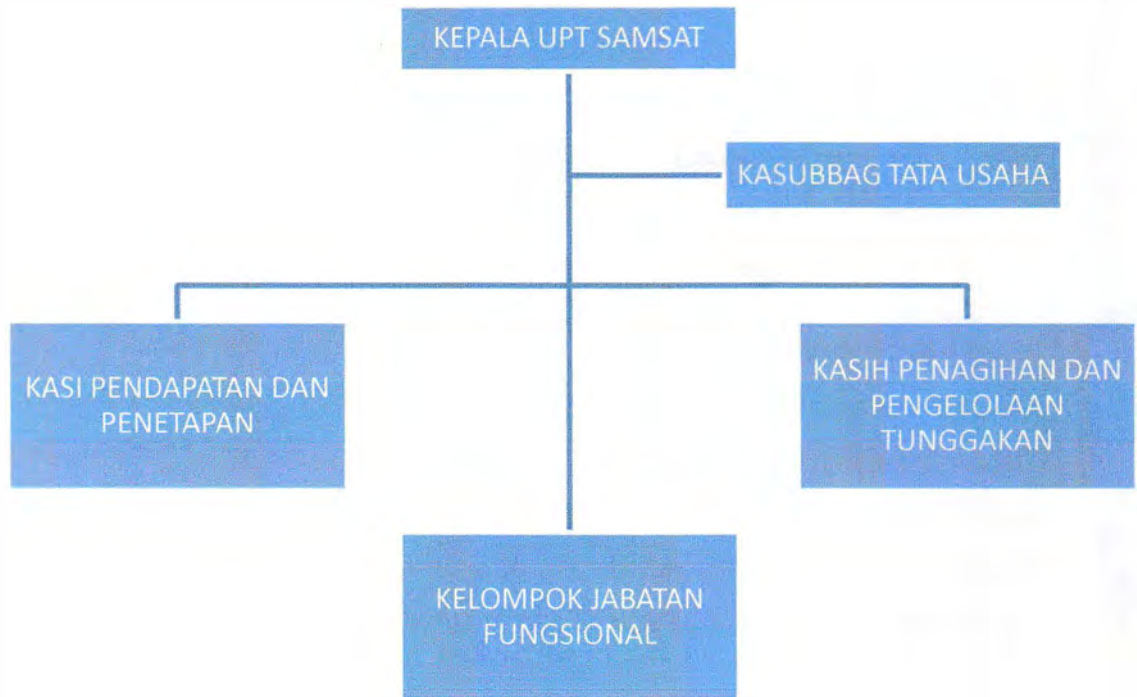 KEPALA UPT SAMSAT
KASUBBAG TATA USAHA
KASI PENDAPATAN DAN
PENETAPAN
KASIH PENAGIHAN DAN
PENGELOLAAN
TUNGGAKAN
KELOMPOK JABATAN
FUNGSIONAL